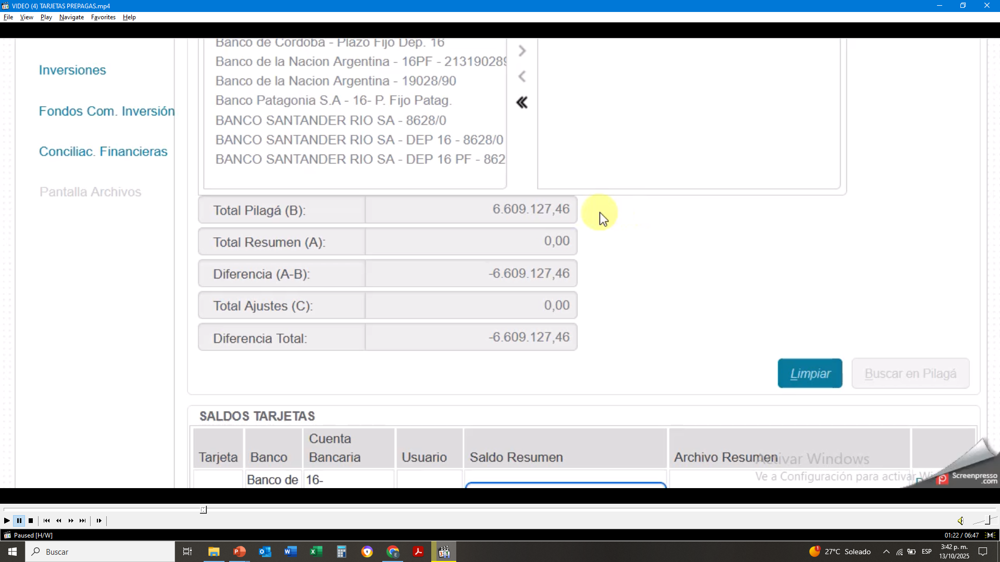 VIDEO (4) TARJETAS PREPAGAS.mp4
File View Play Navigate Favorites Help
Inversiones
Fondos Com. Inversión
Conciliac. Financieras
Pantalla Archivos
Banco de Cordoba - Plazo Fijo Dep. 16
Banco de la Nacion Argentina - 16PF - 213190289
Banco de la Nacion Argentina - 19028/90
Banco Patagonia S.A - 16- P. Fijo Patag.
BANCO SANTANDER RIO SA - 8628/0
BANCO SANTANDER RIO SA - DEP 16 - 8628/0
BANCO SANTANDER RIO SA - DEP 16 PF - 862
Total Pilagá (B): 6.609.127,46
Total Resumen (A): 0,00
Diferencia (A-B): -6.609.127,46
Total Ajustes (C): 0,00
Diferencia Total: -6.609.127,46
Limpiar Buscar en Pilagá
SALDOS TARJETAS
Tarjeta Banco Cuenta Bancaria Usuario Saldo Resumen Archivo Resumen
Banco de 16-
Activar Windows
Ve a Configuración para activar
Screenpresso
.com
Paused [H/W]
01:22 / 06:47
Buscar
27°C Soleado
ESP
3:42 p. m.
13/10/2025